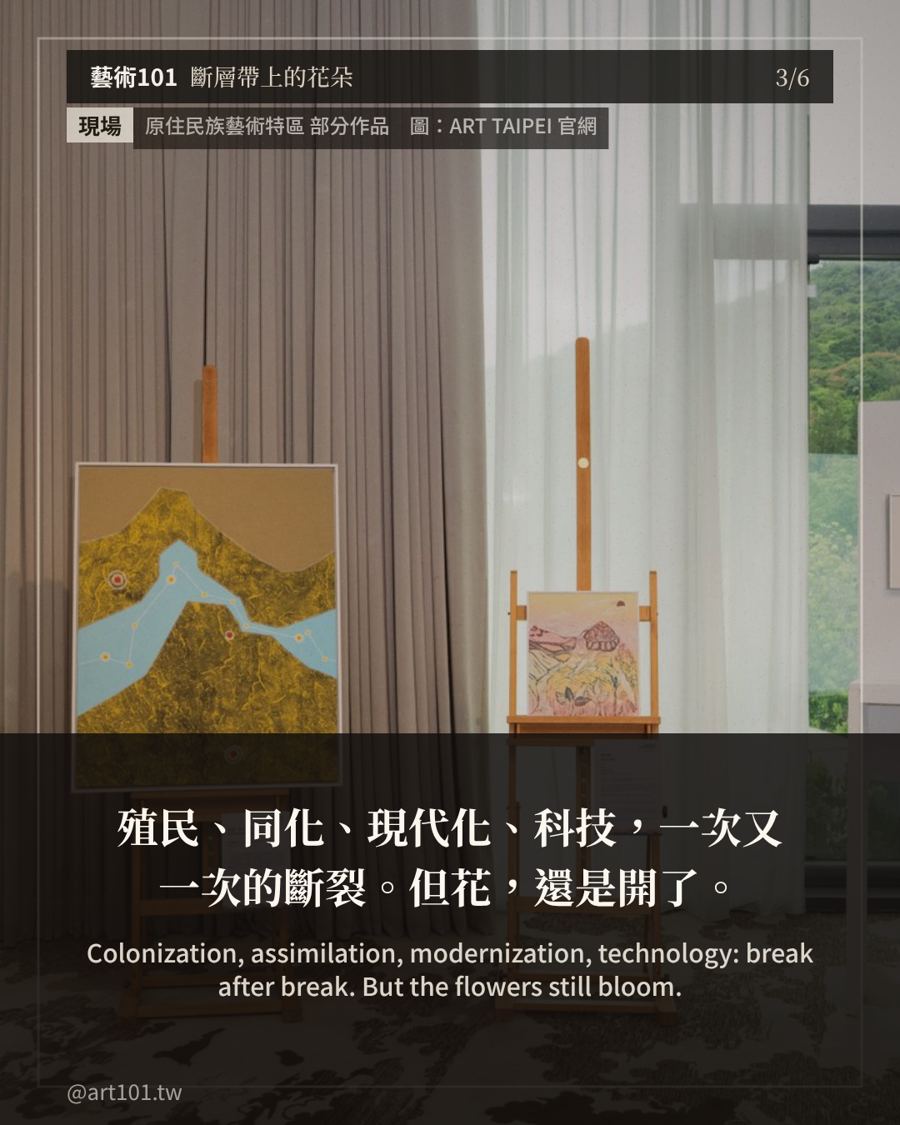 藝術101 斷層帶上的花朵 3/6
現場 原住民族藝術特區 部分作品 圖：ART TAIPEI 官網
殖民、同化、現代化、科技，一次又
一次的斷裂。但花，還是開了。
Colonization, assimilation, modernization, technology: break
after break. But the flowers still bloom.
@art101.tw